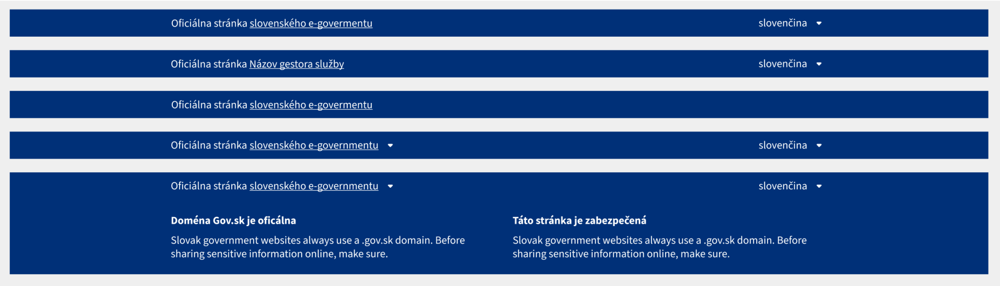 Oficiálna stránka slovenského e-govermentu slovenčina
Oficiálna stránka Názov gestora služby slovenčina
Oficiálna stránka slovenského e-govermentu
Oficiálna stránka slovenského e-governmentu slovenčina
Oficiálna stránka slovenského e-governmentu slovenčina
Doména Gov.sk je oficálna
Slovak government websites always use a .gov.sk domain. Before
sharing sensitive information online, make sure.
Táto stránka je zabezpečená
Slovak government websites always use a .gov.sk domain. Before
sharing sensitive information online, make sure.